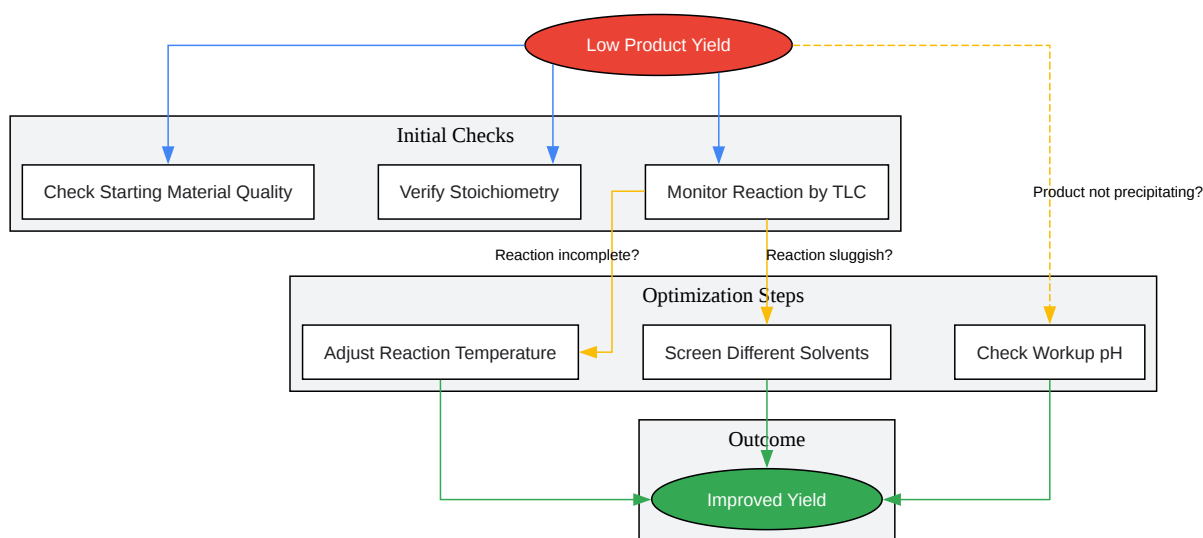 Low Product Yield
Initial Checks
Check Starting Material Quality
Verify Stoichiometry
Monitor Reaction by TLC
Product not precipitating?
Reaction incomplete?
Reaction sluggish?
Optimization Steps
Adjust Reaction Temperature
Screen Different Solvents
Check Workup pH
Outcome
Improved Yield